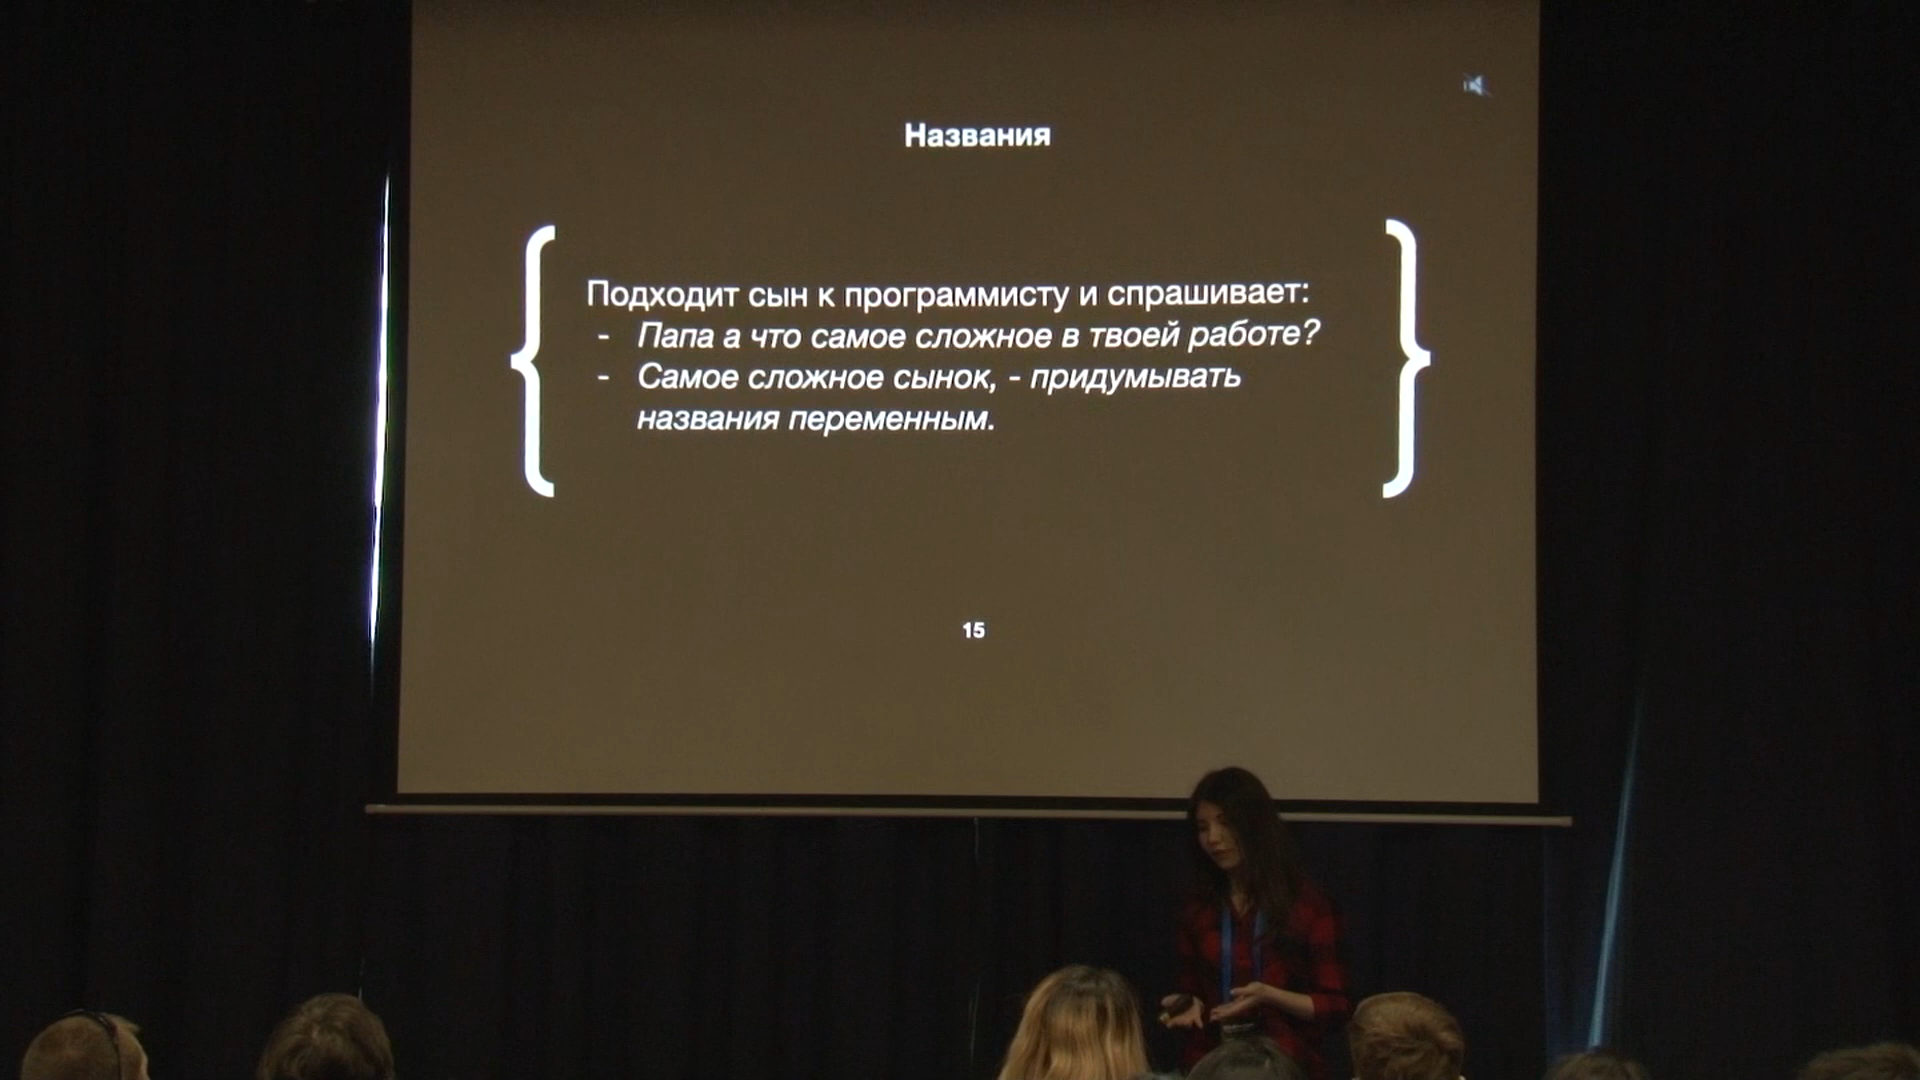 Названия
Подходит сын к программисту и спрашивает:
- Папа а что самое сложное в твоей работе?
- Самое сложное сынок, - придумывать
названия переменным.
15